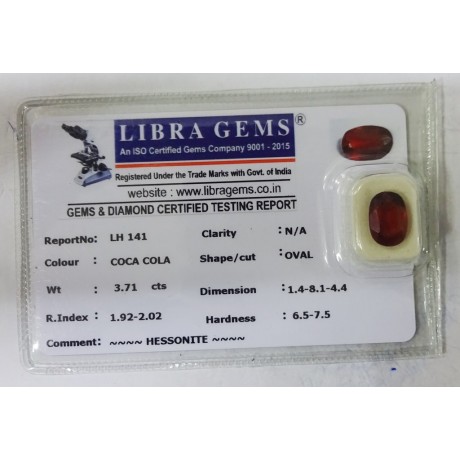 LIBRA GEMS ®
An ISO Certified Gems Company 9001 - 2015
Registered Under the Trade Marks with Govt. of India
website : www.libragems.co.in
GEMS & DIAMOND CERTIFIED TESTING REPORT
ReportNo: LH 141 Clarity : N/A
Colour : COCA COLA Shape/cut :OVAL
Wt : 3.71 cts Dimension :1.4-8.1-4.4
R.Index : 1.92-2.02 Hardness : 6.5-7.5
Comment: ~~~~ HESSONITE ~~~~